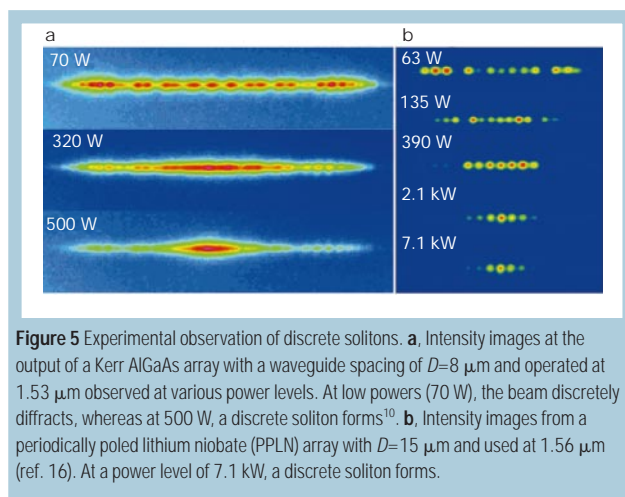 a
70 W
320 W
500 W
b
63 W
135 W
390 W
2.1 kW
7.1 kW
Figure 5 Experimental observation of discrete solitons. a, Intensity images at the
output of a Kerr AlGaAs array with a waveguide spacing of D=8 μm and operated at
1.53 μm observed at various power levels. At low powers (70 W), the beam discretely
diffracts, whereas at 500 W, a discrete soliton forms¹⁰. b, Intensity images from a
periodically poled lithium niobate (PPLN) array with D=15 μm and used at 1.56 μm
(ref. 16). At a power level of 7.1 kW, a discrete soliton forms.